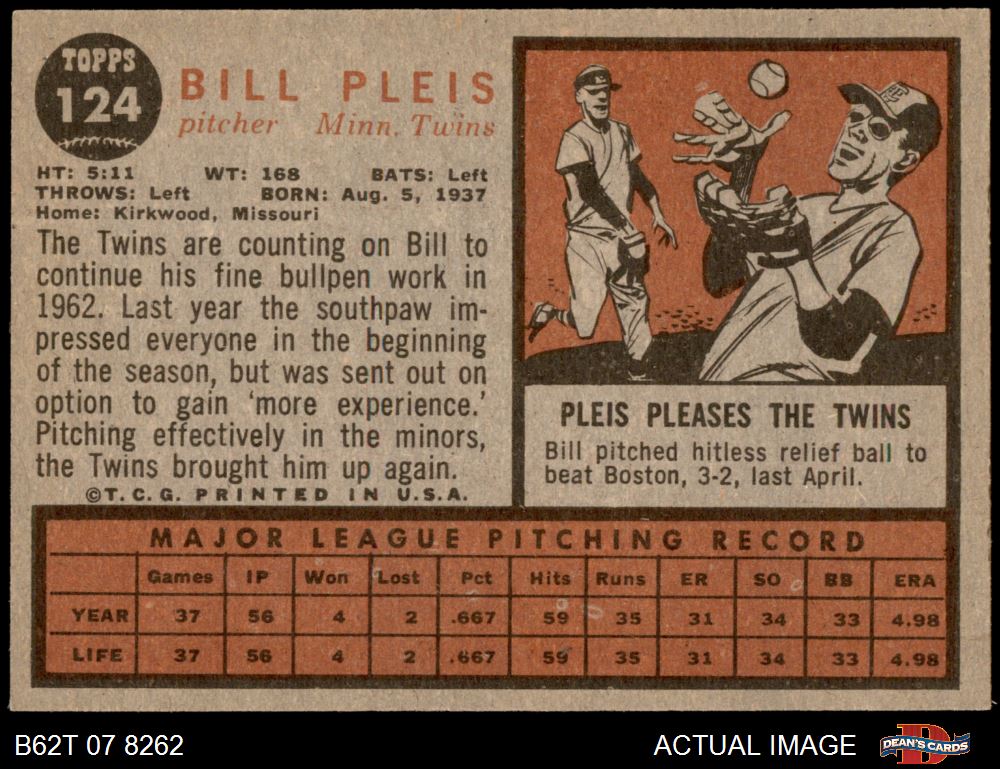 TOPPS
124
BILL PLEIS
pitcher Minn. Twins
HT: 5:11 WT: 168 BATS: Left
THROWS: Left BORN: Aug. 5, 1937
Home: Kirkwood, Missouri
The Twins are counting on Bill to
continue his fine bullpen work in
1962. Last year the southpaw im-
pressed everyone in the beginning
of the season, but was sent out on
option to gain 'more experience.'
Pitching effectively in the minors,
the Twins brought him up again.
©T.C.G. PRINTED IN U.S.A.
PLEIS PLEASES THE TWINS
Bill pitched hitless relief ball to
beat Boston, 3-2, last April.
MAJOR LEAGUE PITCHING RECORD
Games IP Won Lost Pct Hits Runs ER SO BB ERA
YEAR 37 56 4 2 .667 59 35 31 34 33 4.98
LIFE 37 56 4 2 .667 59 35 31 34 33 4.98
B62T 07 8262 ACTUAL IMAGE DEAN'S CARDS